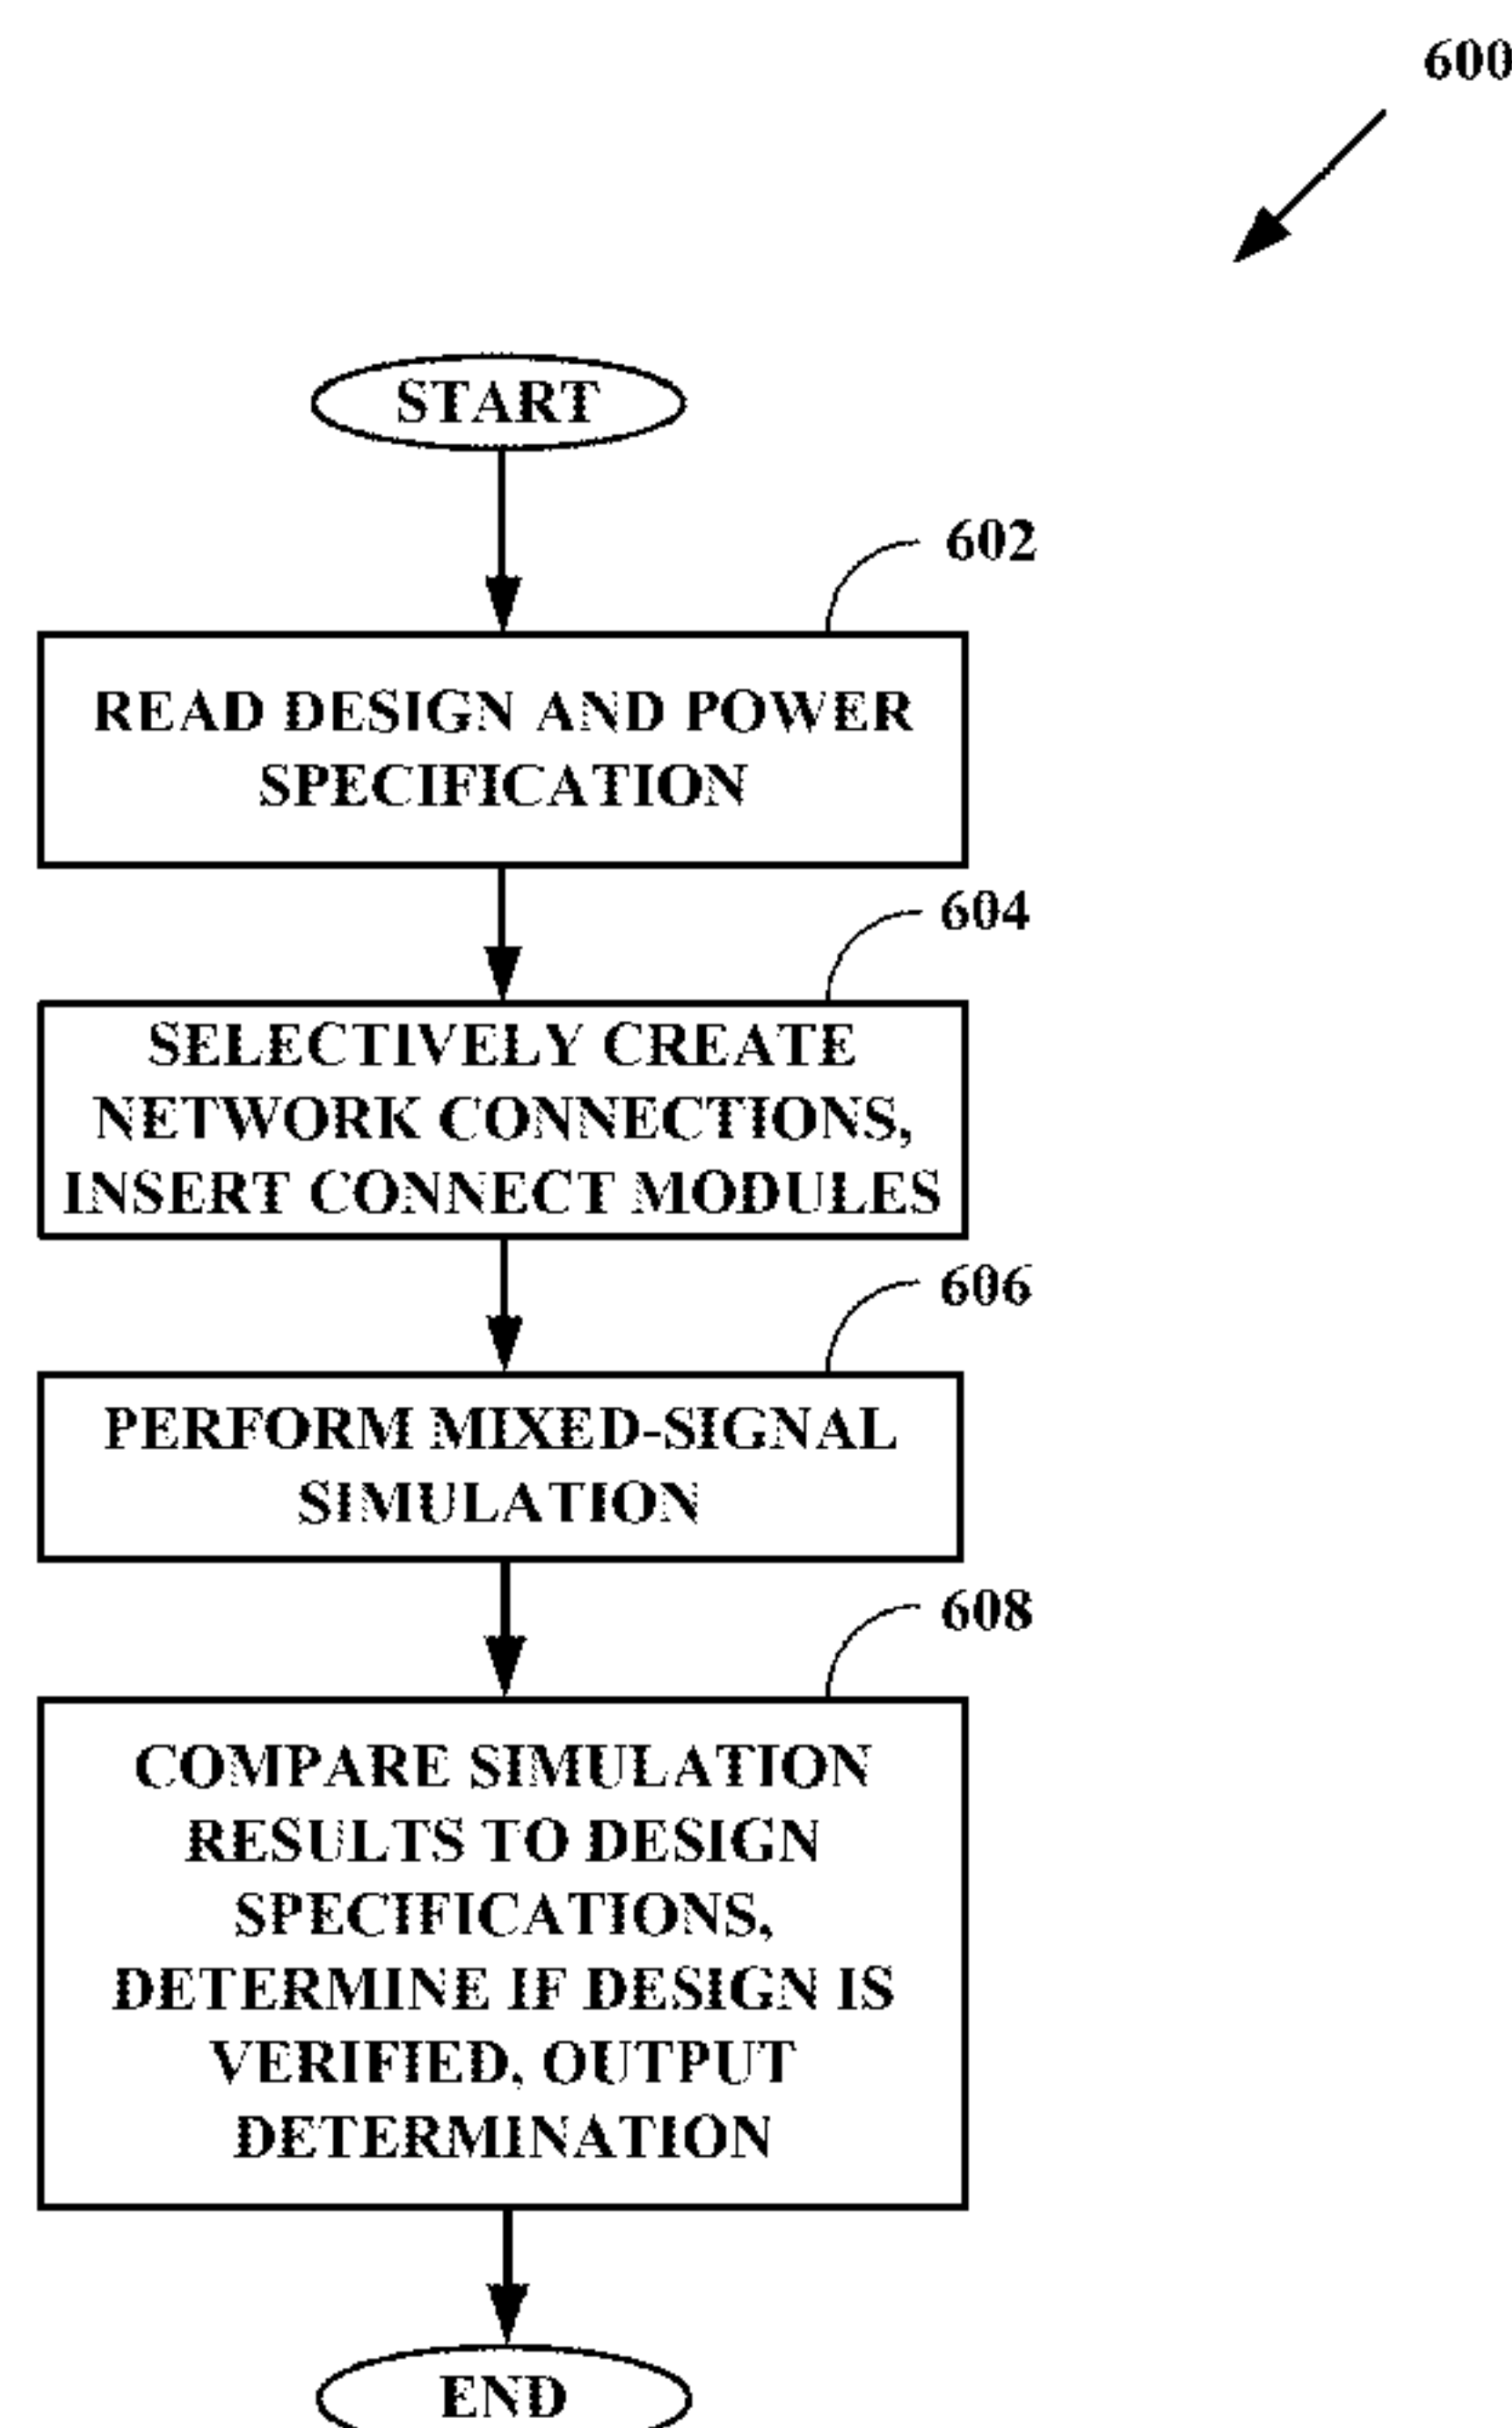 600
START
602
READ DESIGN AND POWER
SPECIFICATION
604
SELECTIVELY CREATE
NETWORK CONNECTIONS,
INSERT CONNECT MODULES
606
PERFORM MIXED-SIGNAL
SIMULATION
608
COMPARE SIMULATION
RESULTS TO DESIGN
SPECIFICATIONS,
DETERMINE IF DESIGN IS
VERIFIED, OUTPUT
DETERMINATION
END